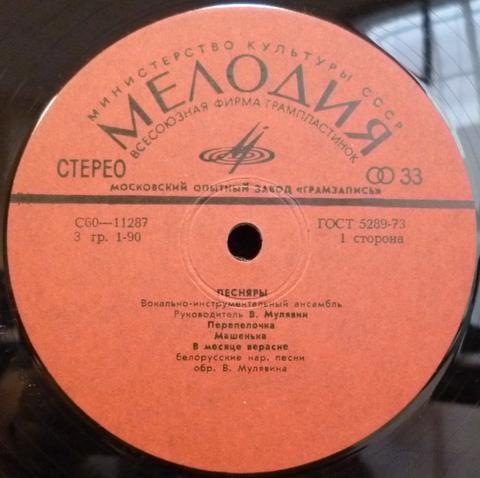 МИНИСТЕРСТВО КУЛЬТУРЫ СССР
МЕЛОДИЯ
ВСЕСОЮЗНАЯ ФИРМА ГРАМПЛАСТИНОК
СТЕРЕО
33
МОСКОВСКИЙ ОПЫТНЫЙ ЗАВОД «ГРАМЗАПИСЬ»
С60—11287
ГОСТ 5289-73
3 гр. 1-90
1 сторона
ПЕСНЯРЫ
Вокально-инструментальный ансамбль
Руководитель В. Мулявин
Перепелочка
Машенька
В месяце верасне
белорусские нар. песни
обр. В. Мулявина